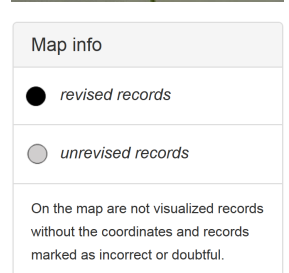 Map info
revised records
unrevised records
On the map are not visualized records
without the coordinates and records
marked as incorrect or doubtful.